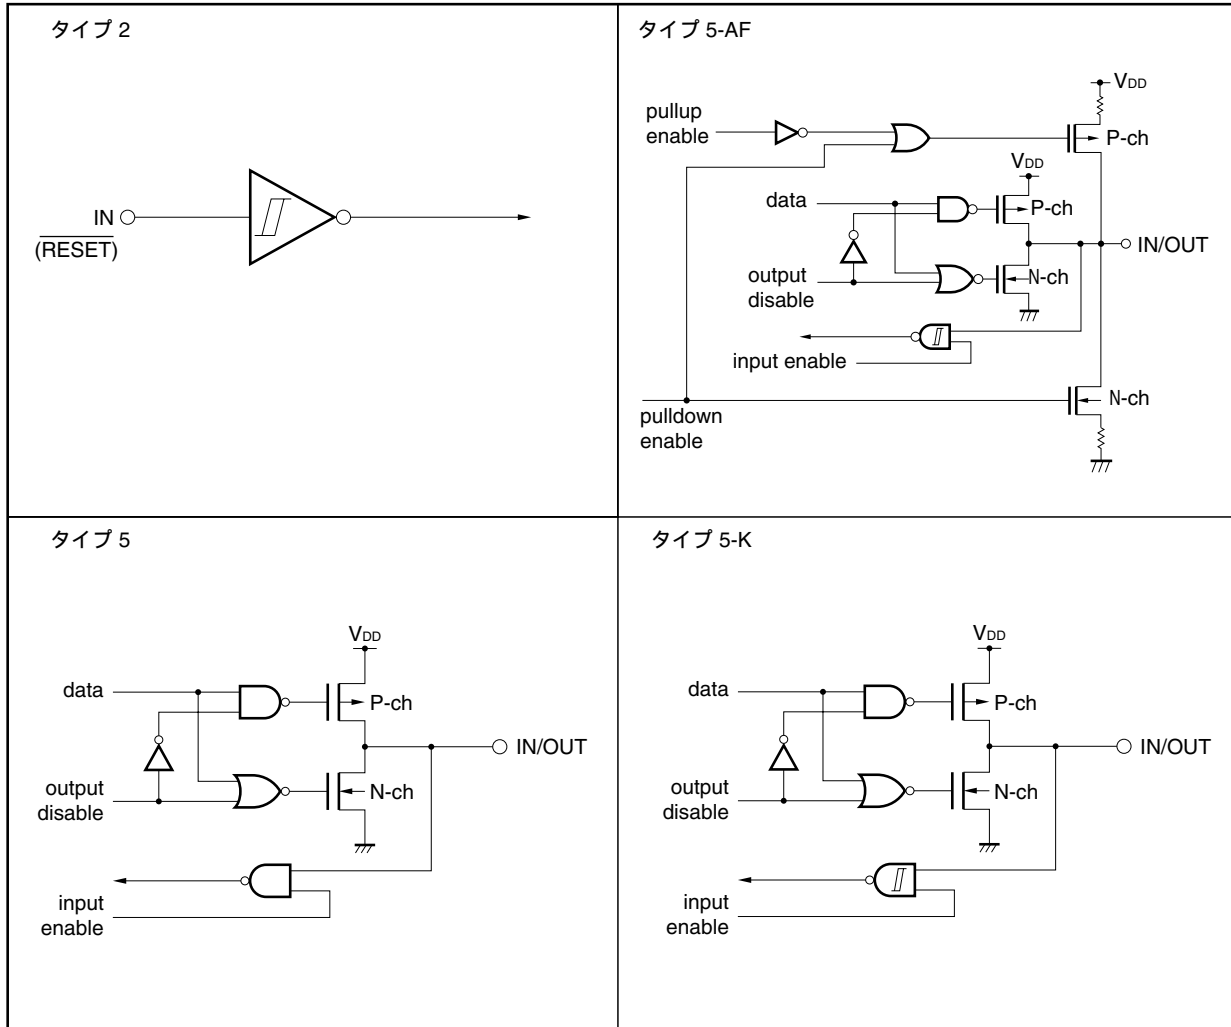 タイプ 2
IN
(RESET)
タイプ 5-AF
VDD
pullup
enable
P-ch
VDD
data
P-ch
IN/OUT
output
disable
N-ch
input enable
N-ch
pulldown
enable
タイプ 5
VDD
data
P-ch
IN/OUT
output
disable
N-ch
input
enable
タイプ 5-K
VDD
data
P-ch
IN/OUT
output
disable
N-ch
input
enable